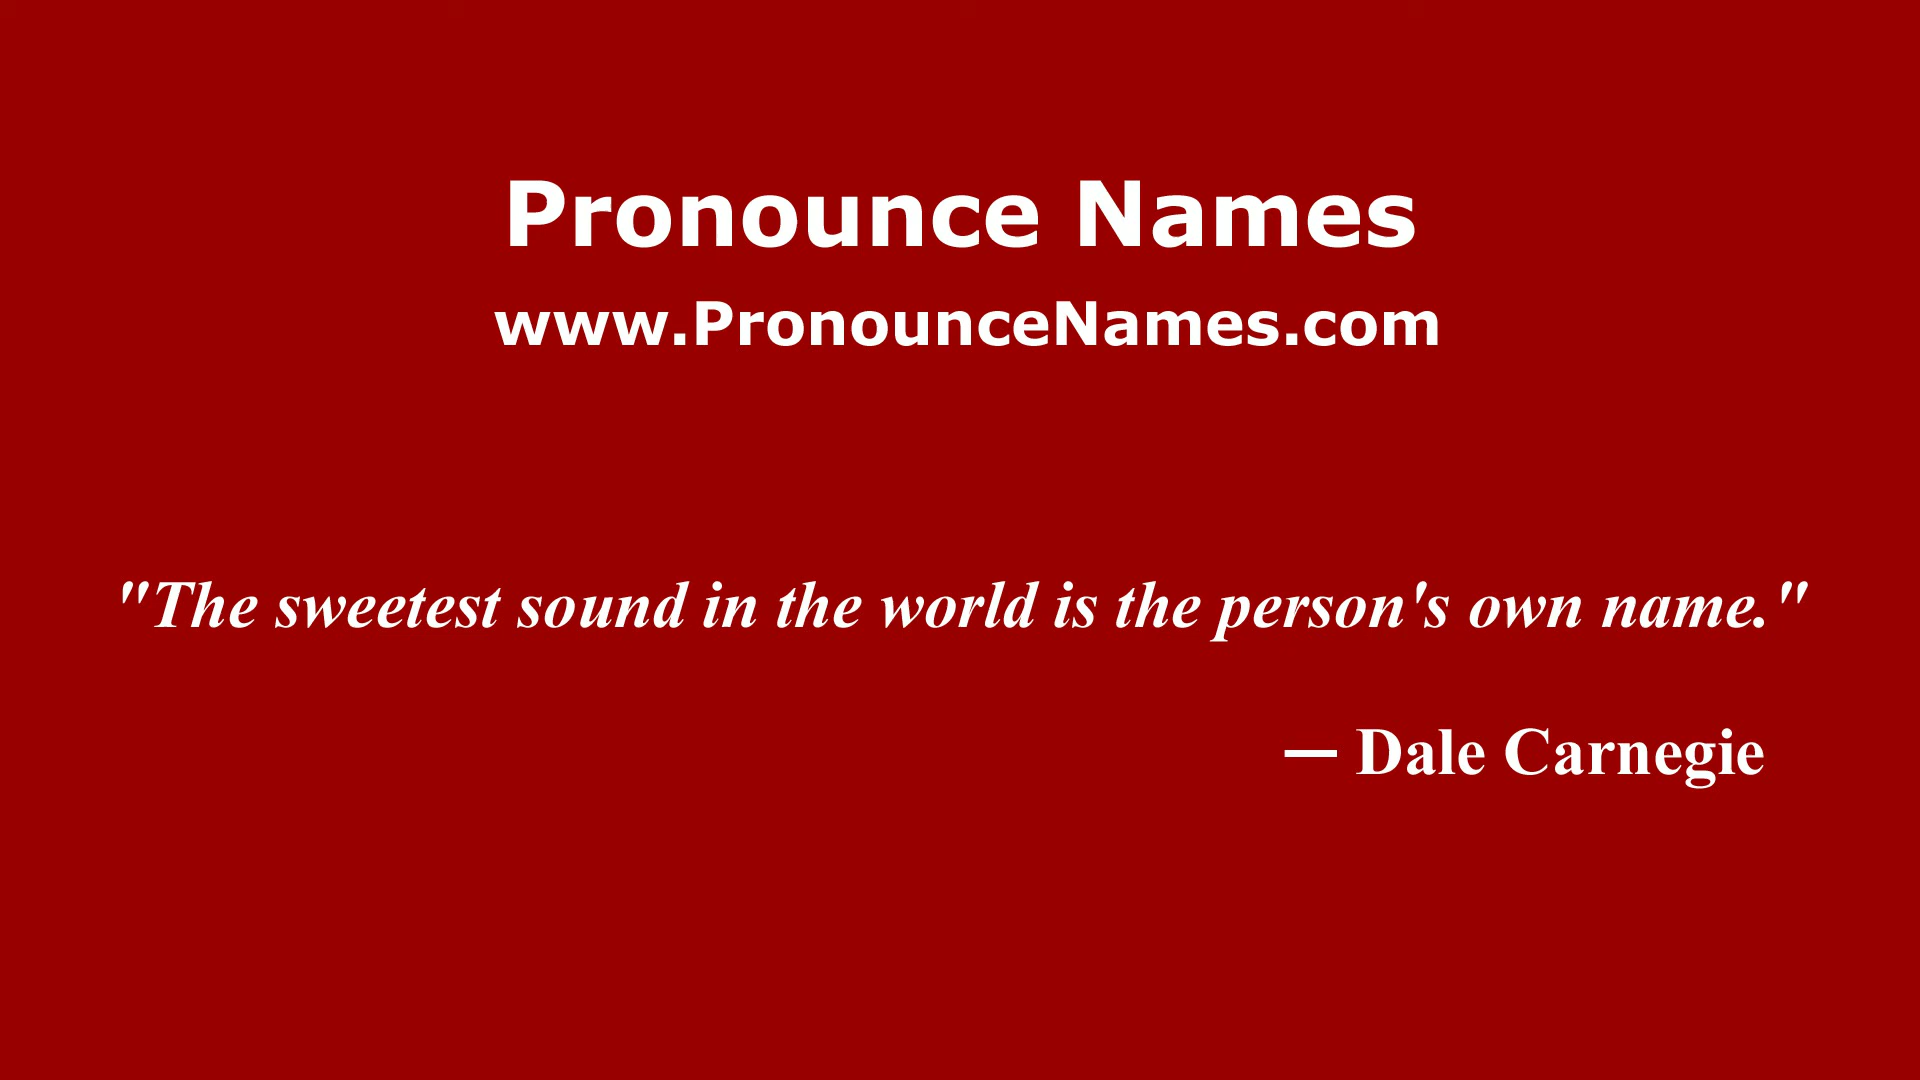 Pronounce Names
www.PronounceNames.com
"The sweetest sound in the world is the person's own name."
— Dale Carnegie